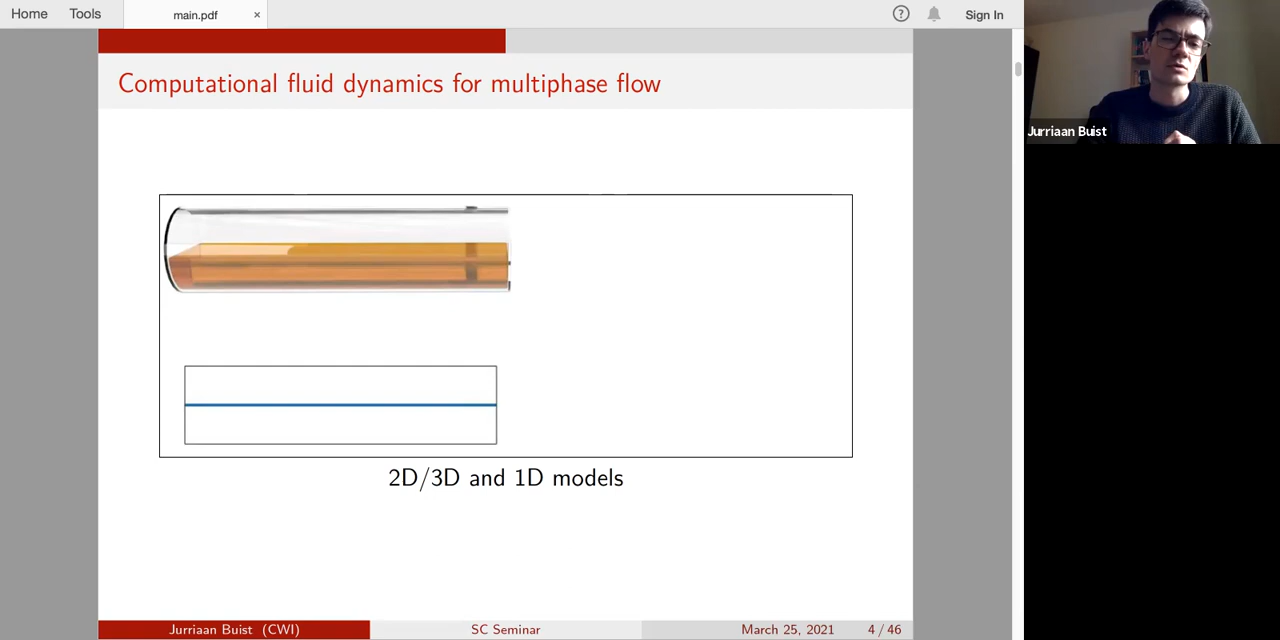 Home Tools main.pdf × ? Sign In
Computational fluid dynamics for multiphase flow
Jurriaan Buist
2D/3D and 1D models
Jurriaan Buist (CWI) SC Seminar March 25, 2021 4 / 46